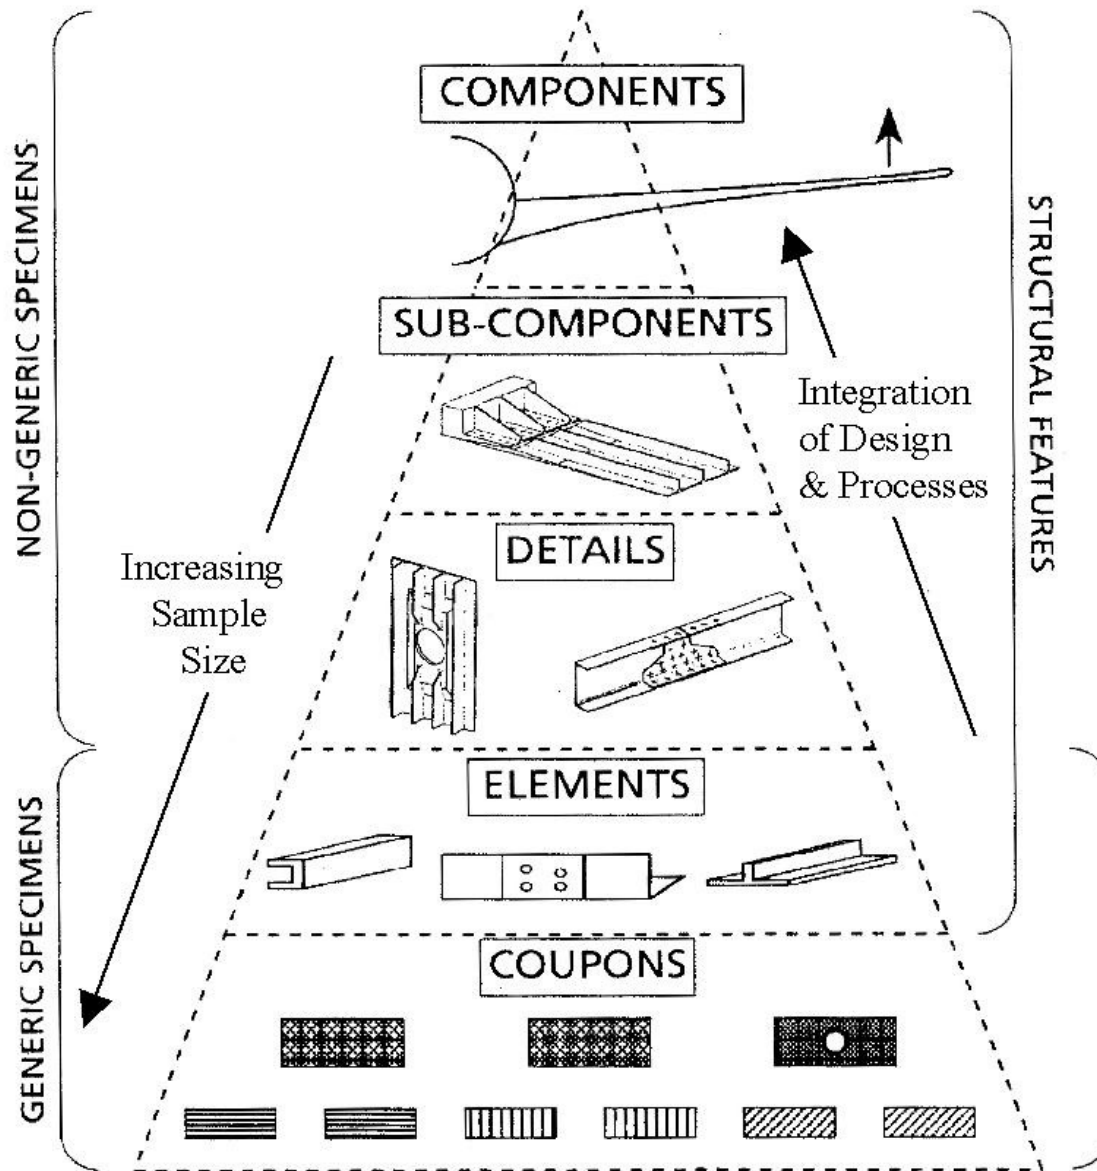 COMPONENTS
NON-GENERIC SPECIMENS
STRUCTURAL FEATURES
SUB-COMPONENTS
Integration
of Design
& Processes
DETAILS
Increasing
Sample
Size
ELEMENTS
GENERIC SPECIMENS
COUPONS